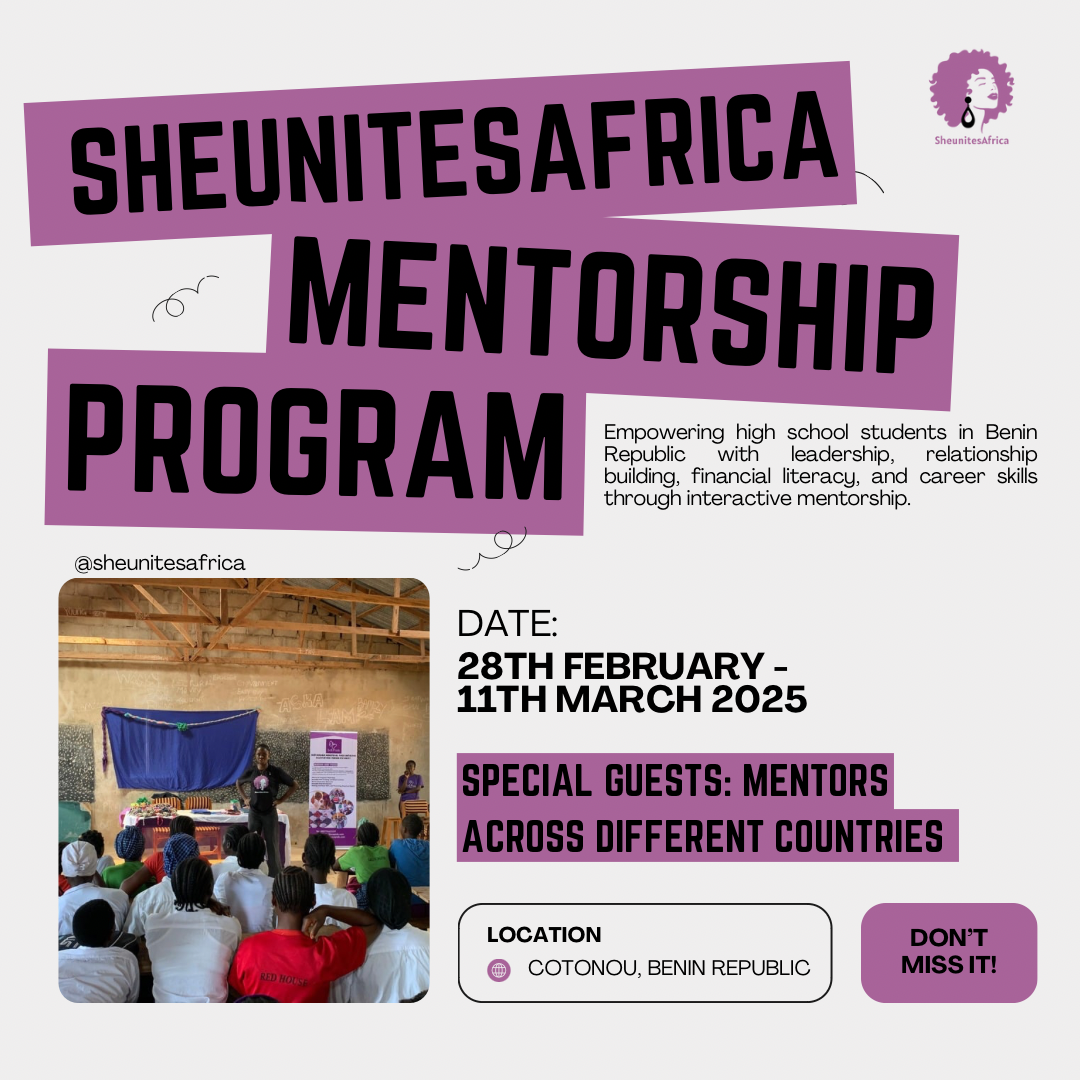 SHEUNITESAFRICA
SheunitesAfrica
MENTORSHIP
PROGRAM
Empowering high school students in Benin
Republic with leadership, relationship
building, financial literacy, and career skills
through interactive mentorship.
@sheunitesafrica
DATE:
28TH FEBRUARY -
11TH MARCH 2025
SPECIAL GUESTS: MENTORS
ACROSS DIFFERENT COUNTRIES
RED HOUSE
LOCATION
COTONOU, BENIN REPUBLIC
DON'T
MISS IT!